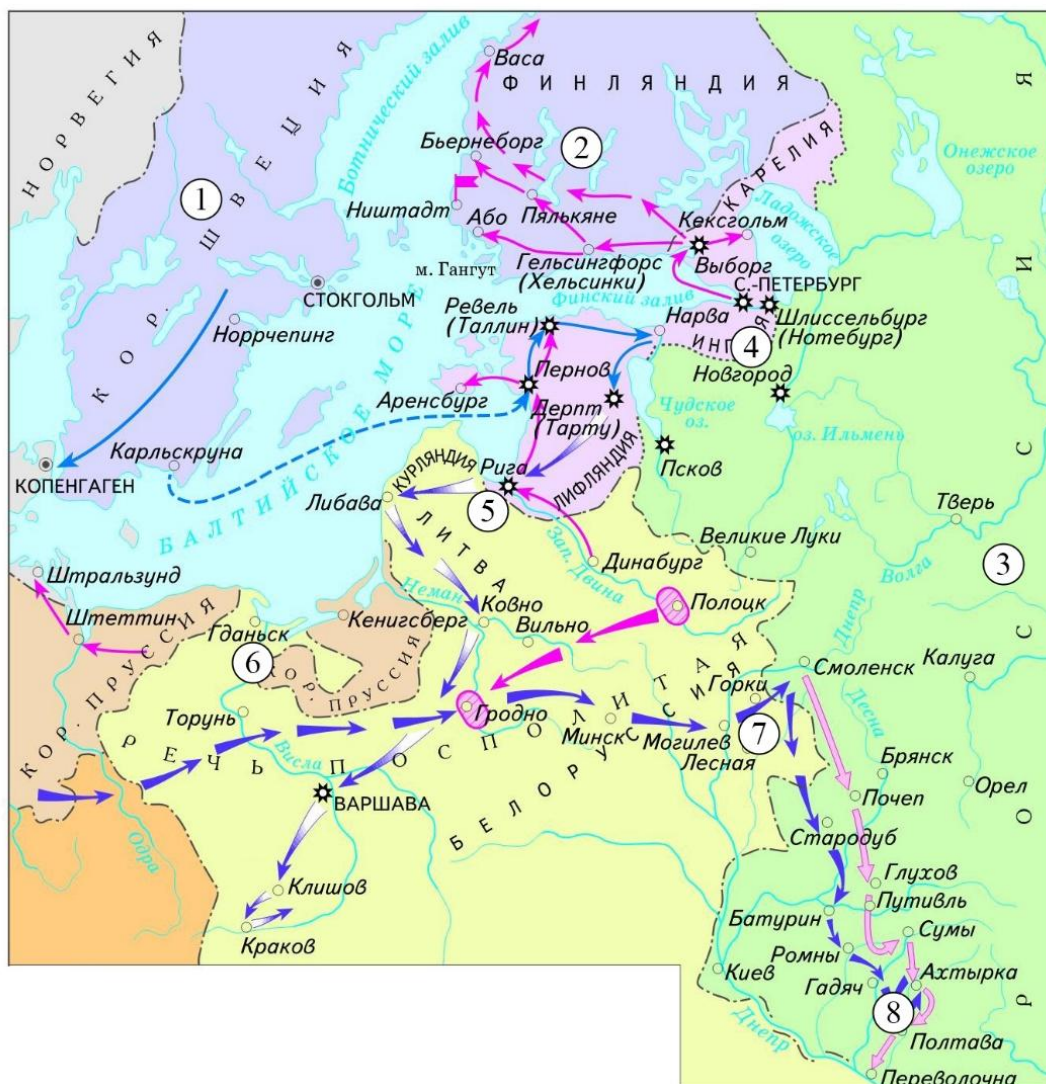 НОРВЕГИЯ
КОР. ШВЕЦИЯ
Ботнический залив
Васа
ФИНЛЯНДИЯ
Бьернеборг
2
КАРЕЛИЯ
Онежское
озеро
1
Ништадт
Або
Пялькяне
Кексгольм
Ладожское
озеро
м. Гангут
Гельсингфорс
(Хельсинки)
Выборг
С.-ПЕТЕРБУРГ
СТОКГОЛЬМ
Ревель
(Таллин)
Финский залив
Нарва
Шлиссельбург
(Нотебург)
ИНГ Я
4
Норрчепинг
Пернов
Новгород
Аренсбург
Дерпт
(Тарту)
Чудское
оз.
оз. Ильмень
Карльскруна
КОПЕНГАГЕН
БАЛТИЙСКОЕ МОРЕ
КУРЛЯНДИЯ
Рига
ЛИФЛЯНДИЯ
Псков
Либава
5
Тверь
ЛИТВА
Зап. Двина
Великие Луки
Волга
3
РОССИЯ
Штральзунд
Динабург
Неман
Ковно
Полоцк
Днепр
Штеттин
Гданьск
Кенигсберг
Вильно
КОР. ПРУССИЯ
6
КОР. ПРУССИЯ
Смоленск
Калуга
Горки
Десна
Торунь
Гродно
Минск
Могилев
7
Лесная
РЕЧЬ ПОСПОЛИТАЯ
Висла
Брянск
ВАРШАВА
БЕЛОРУССИЯ
Почеп
Орел
Одра
Стародуб
Клишов
Глухов
Батурин
Путивль
Краков
Сумы
Ромны
Киев
Гадяч
Ахтырка
8
Днепр
Полтава
Переволочна